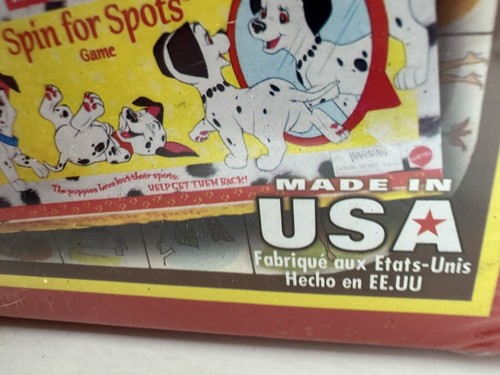 Spin for Spots
Game
The puppies have lost their spots.
HELP GET THEM BACK!
WARNING:
MADE IN
USA
Fabriqué aux Etats-Unis
Hecho en EE.UU